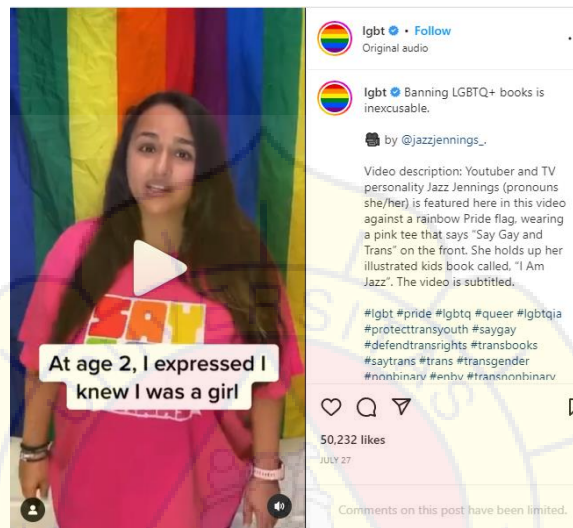 lgbt • Follow
Original audio
lgbt Banning LGBTQ+ books is
inexcusable.
by @jazzjennings_.
Video description: Youtuber and TV
personality Jazz Jennings (pronouns
she/her) is featured here in this video
against a rainbow Pride flag, wearing
a pink tee that says "Say Gay and
Trans" on the front. She holds up her
illustrated kids book called, "I Am
Jazz". The video is subtitled.
#lgbt #pride #lgbtq #queer #lgbtqia
#protecttransyouth #saygay
#defendtransrights #transbooks
#saytrans #trans #transgender
#nonbinary #enby #transnonbinary
50,232 likes
JULY 27
Comments on this post have been limited.
SAY
At age 2, I expressed I
knew I was a girl